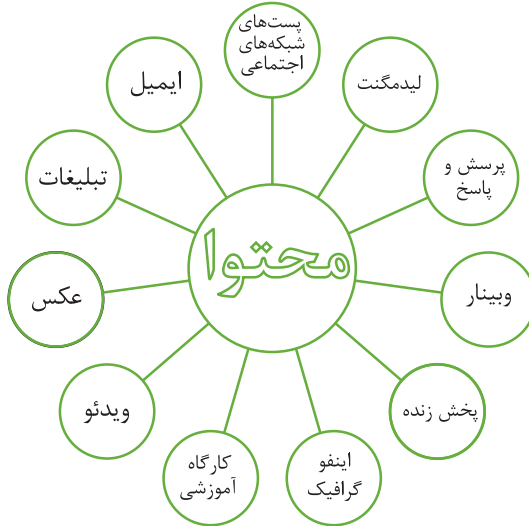 محتوا
پست‌های
شبکه‌های
اجتماعی
لیدمگنت
پرسش و
پاسخ
وبینار
پخش زنده
اینفو
گرافیک
کارگاه
آموزشی
ویدئو
عکس
تبلیغات
ایمیل